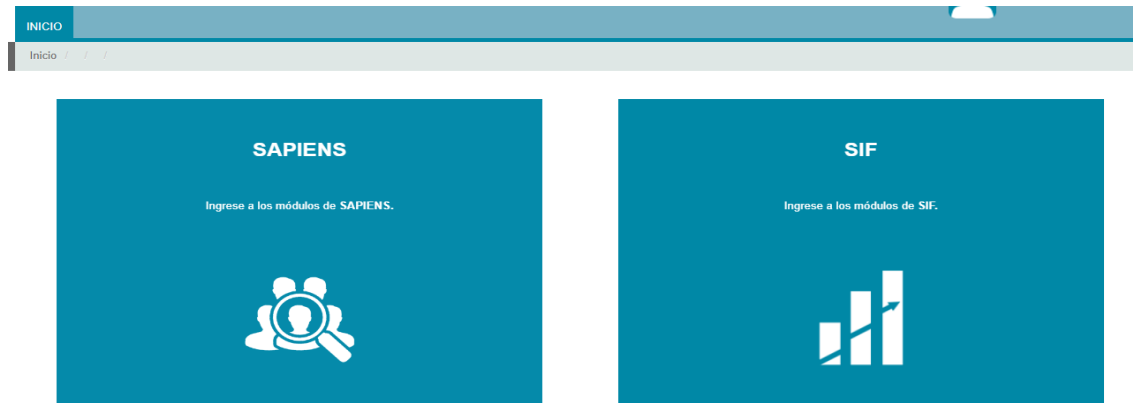 INICIO
Inicio / / /
SAPIENS
Ingrese a los módulos de SAPIENS.
SIF
Ingrese a los módulos de SIF.